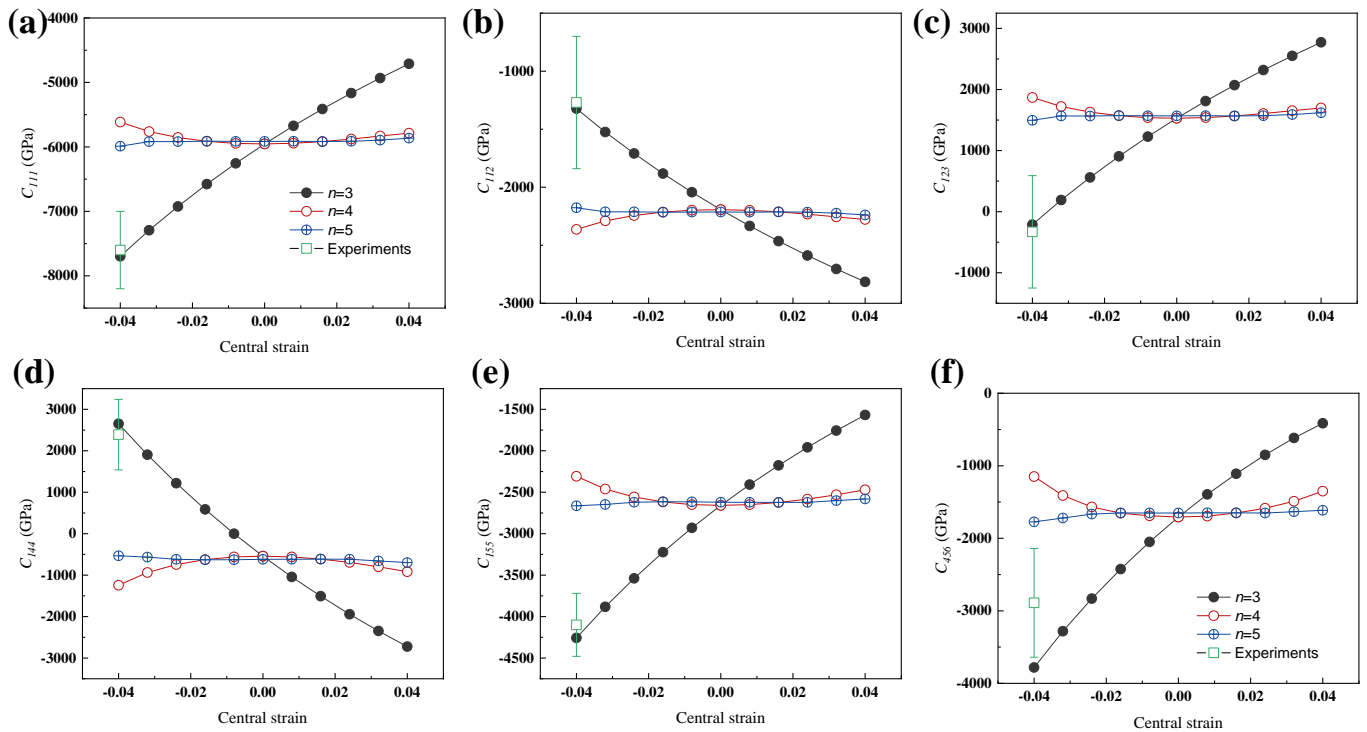 (a)
-4000
-5000
-6000
-7000
-8000
C111 (GPa)
n=3
n=4
n=5
Experiments
-0.04
-0.02
0.00
0.02
0.04
Central strain
(b)
-1000
-2000
-3000
C112 (GPa)
-0.04
-0.02
0.00
0.02
0.04
Central strain
(c)
3000
2000
1000
0
-1000
C123 (GPa)
-0.04
-0.02
0.00
0.02
0.04
Central strain
(d)
3000
2000
1000
0
-1000
-2000
-3000
C144 (GPa)
-0.04
-0.02
0.00
0.02
0.04
Central strain
(e)
-1500
-2000
-2500
-3000
-3500
-4000
-4500
C155 (GPa)
-0.04
-0.02
0.00
0.02
0.04
Central strain
(f)
0
-1000
-2000
-3000
-4000
C456 (GPa)
n=3
n=4
n=5
Experiments
-0.04
-0.02
0.00
0.02
0.04
Central strain